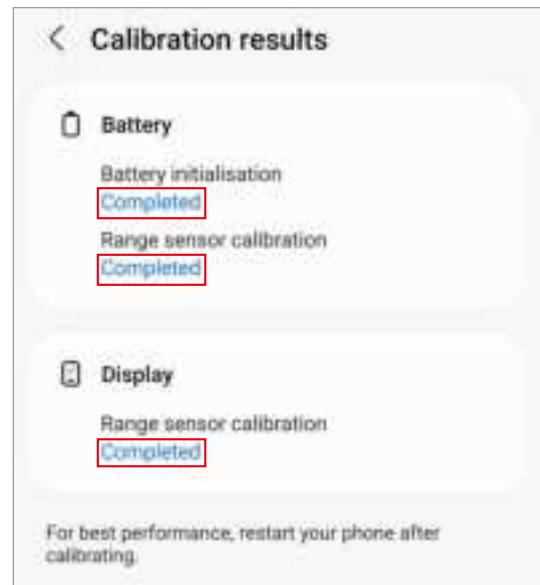 Calibration results
Battery
Battery initialisation
Completed
Range sensor calibration
Completed
Display
Range sensor calibration
Completed
For best performance, restart your phone after
calibrating.